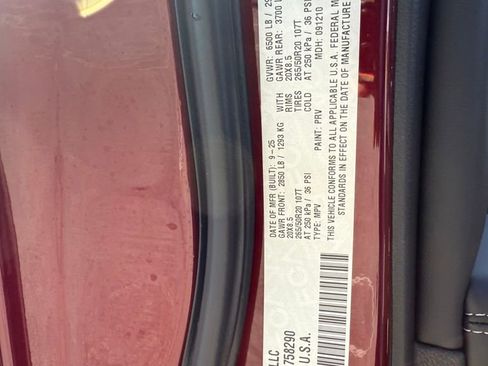 LLC
758290
U.S.A.
DATE OF MFR (BUILT): 9-25 GVWR: 6500 LB / 29
GAWR FRONT: 2850 LB / 1293 KG WITH GAWR REAR: 3700
20X8.5 RIMS 20X8.5
265/50R20 107T TIRES 265/50R20 107T
AT 250 kPa / 36 PSI COLD AT 250 kPa / 36 PSI
TYPE: MPV PAINT: PRV MDH: 091210
THIS VEHICLE CONFORMS TO ALL APPLICABLE U.S.A. FEDERAL M
STANDARDS IN EFFECT ON THE DATE OF MANUFACTURE